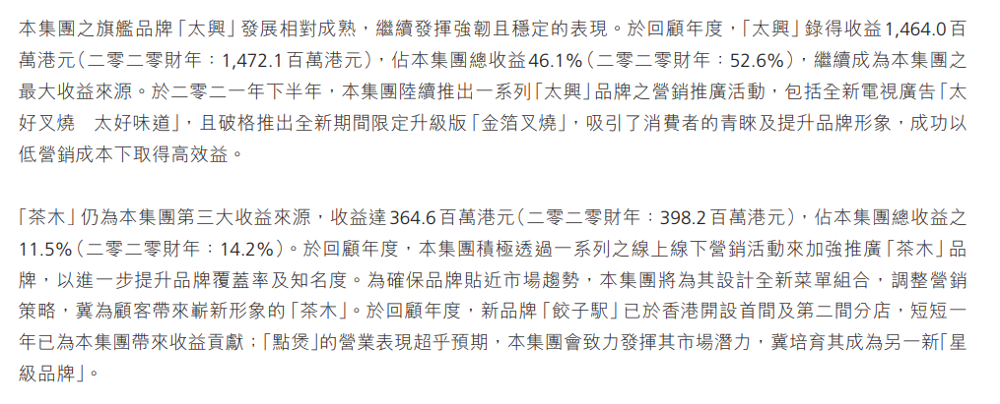 本集團之旗艦品牌「太興」發展相對成熟，繼續發揮強韌且穩定的表現。於回顧年度，「太興」錄得收益1,464.0百
萬港元（二零二零財年：1,472.1百萬港元），佔本集團總收益46.1%（二零二零財年：52.6%），繼續成為本集團之
最大收益來源。於二零二一年下半年，本集團陸續推出一系列「太興」品牌之營銷推廣活動，包括全新電視廣告「太
好叉燒　太好味道」，且破格推出全新期間限定升級版「金箔叉燒」，吸引了消費者的青睞及提升品牌形象，成功以
低營銷成本下取得高效益。
「茶木」仍為本集團第三大收益來源，收益達364.6百萬港元（二零二零財年：398.2百萬港元），佔本集團總收益之
11.5%（二零二零財年：14.2%）。於回顧年度，本集團積極透過一系列之線上線下營銷活動來加強推廣「茶木」品
牌，以進一步提升品牌覆蓋率及知名度。為確保品牌貼近市場趨勢，本集團將為其設計全新菜單組合，調整營銷
策略，冀為顧客帶來嶄新形象的「茶木」。於回顧年度，新品牌「餃子駅」已於香港開設首間及第二間分店，短短一
年已為本集團帶來收益貢獻；「點煲」的營業表現超乎預期，本集團會致力發揮其市場潛力，冀培育其成為另一新「星
級品牌」。